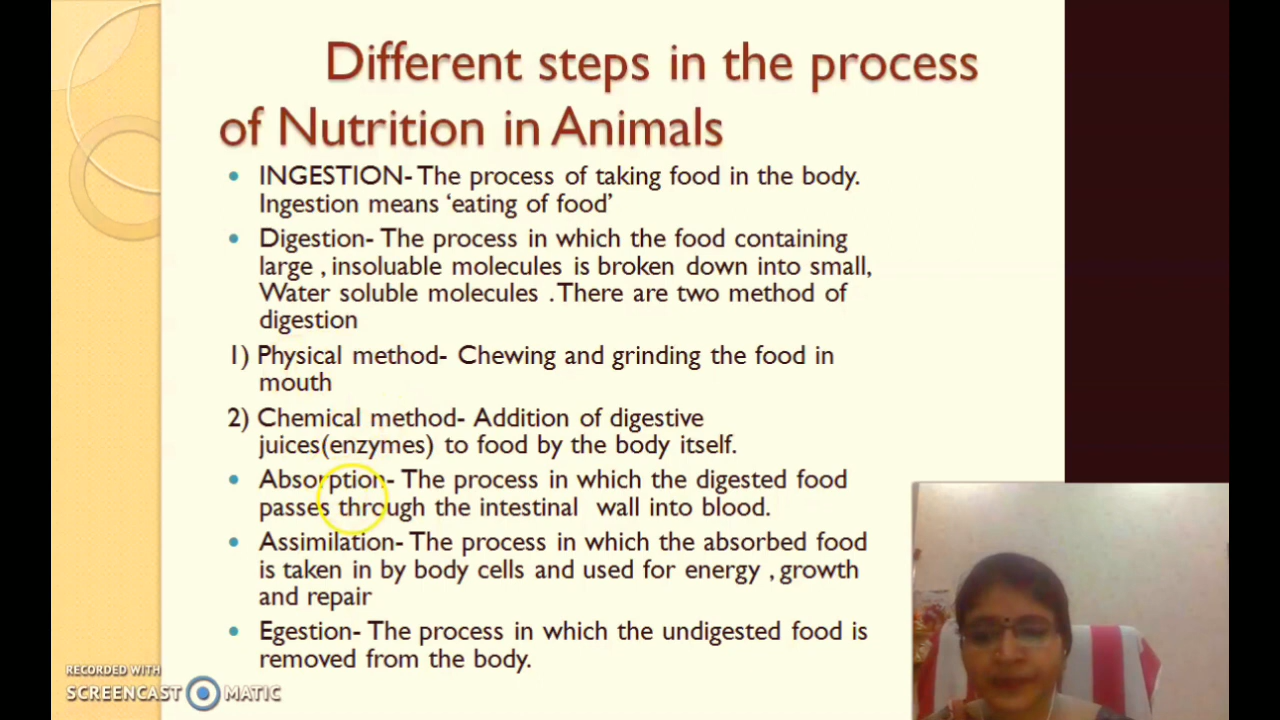 Different steps in the process
of Nutrition in Animals
• INGESTION- The process of taking food in the body.
Ingestion means ‘eating of food’
• Digestion- The process in which the food containing
large , insoluable molecules is broken down into small,
Water soluble molecules . There are two method of
digestion
1) Physical method- Chewing and grinding the food in
mouth
2) Chemical method- Addition of digestive
juices(enzymes) to food by the body itself.
• Absorption- The process in which the digested food
passes through the intestinal wall into blood.
• Assimilation- The process in which the absorbed food
is taken in by body cells and used for energy , growth
and repair
• Egestion- The process in which the undigested food is
removed from the body.
RECORDED WITH
SCREENCAST MATIC